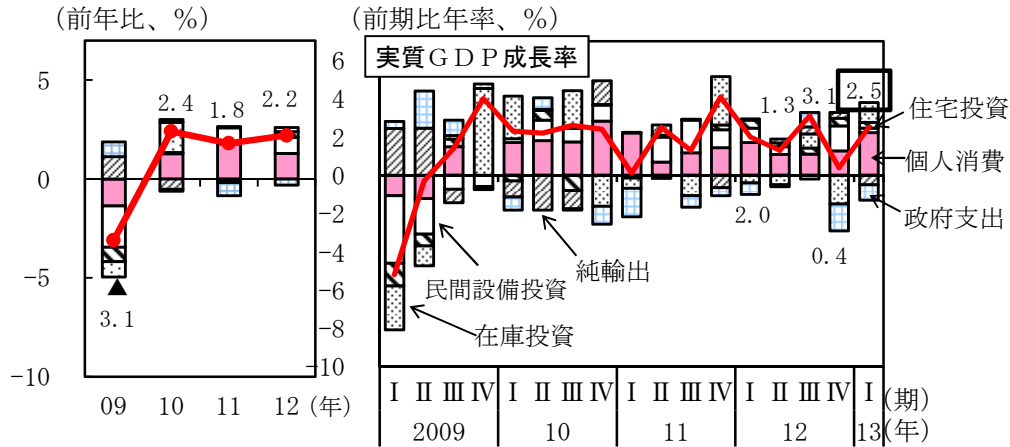 (前年比、%)
(前期比年率、%)
実質GDP成長率
5
0
−5
−10
2.4
1.8
2.2
▲
3.1
09 10 11 12 (年)
6
4
2
0
−2
−4
−6
−8
−10
2.0
1.3
3.1
0.4
2.5
住宅投資
個人消費
政府支出
純輸出
民間設備投資
在庫投資
Ⅰ Ⅱ Ⅲ Ⅳ Ⅰ Ⅱ Ⅲ Ⅳ Ⅰ Ⅱ Ⅲ Ⅳ Ⅰ Ⅱ Ⅲ Ⅳ Ⅰ (期)
2009 10 11 12 13 (年)